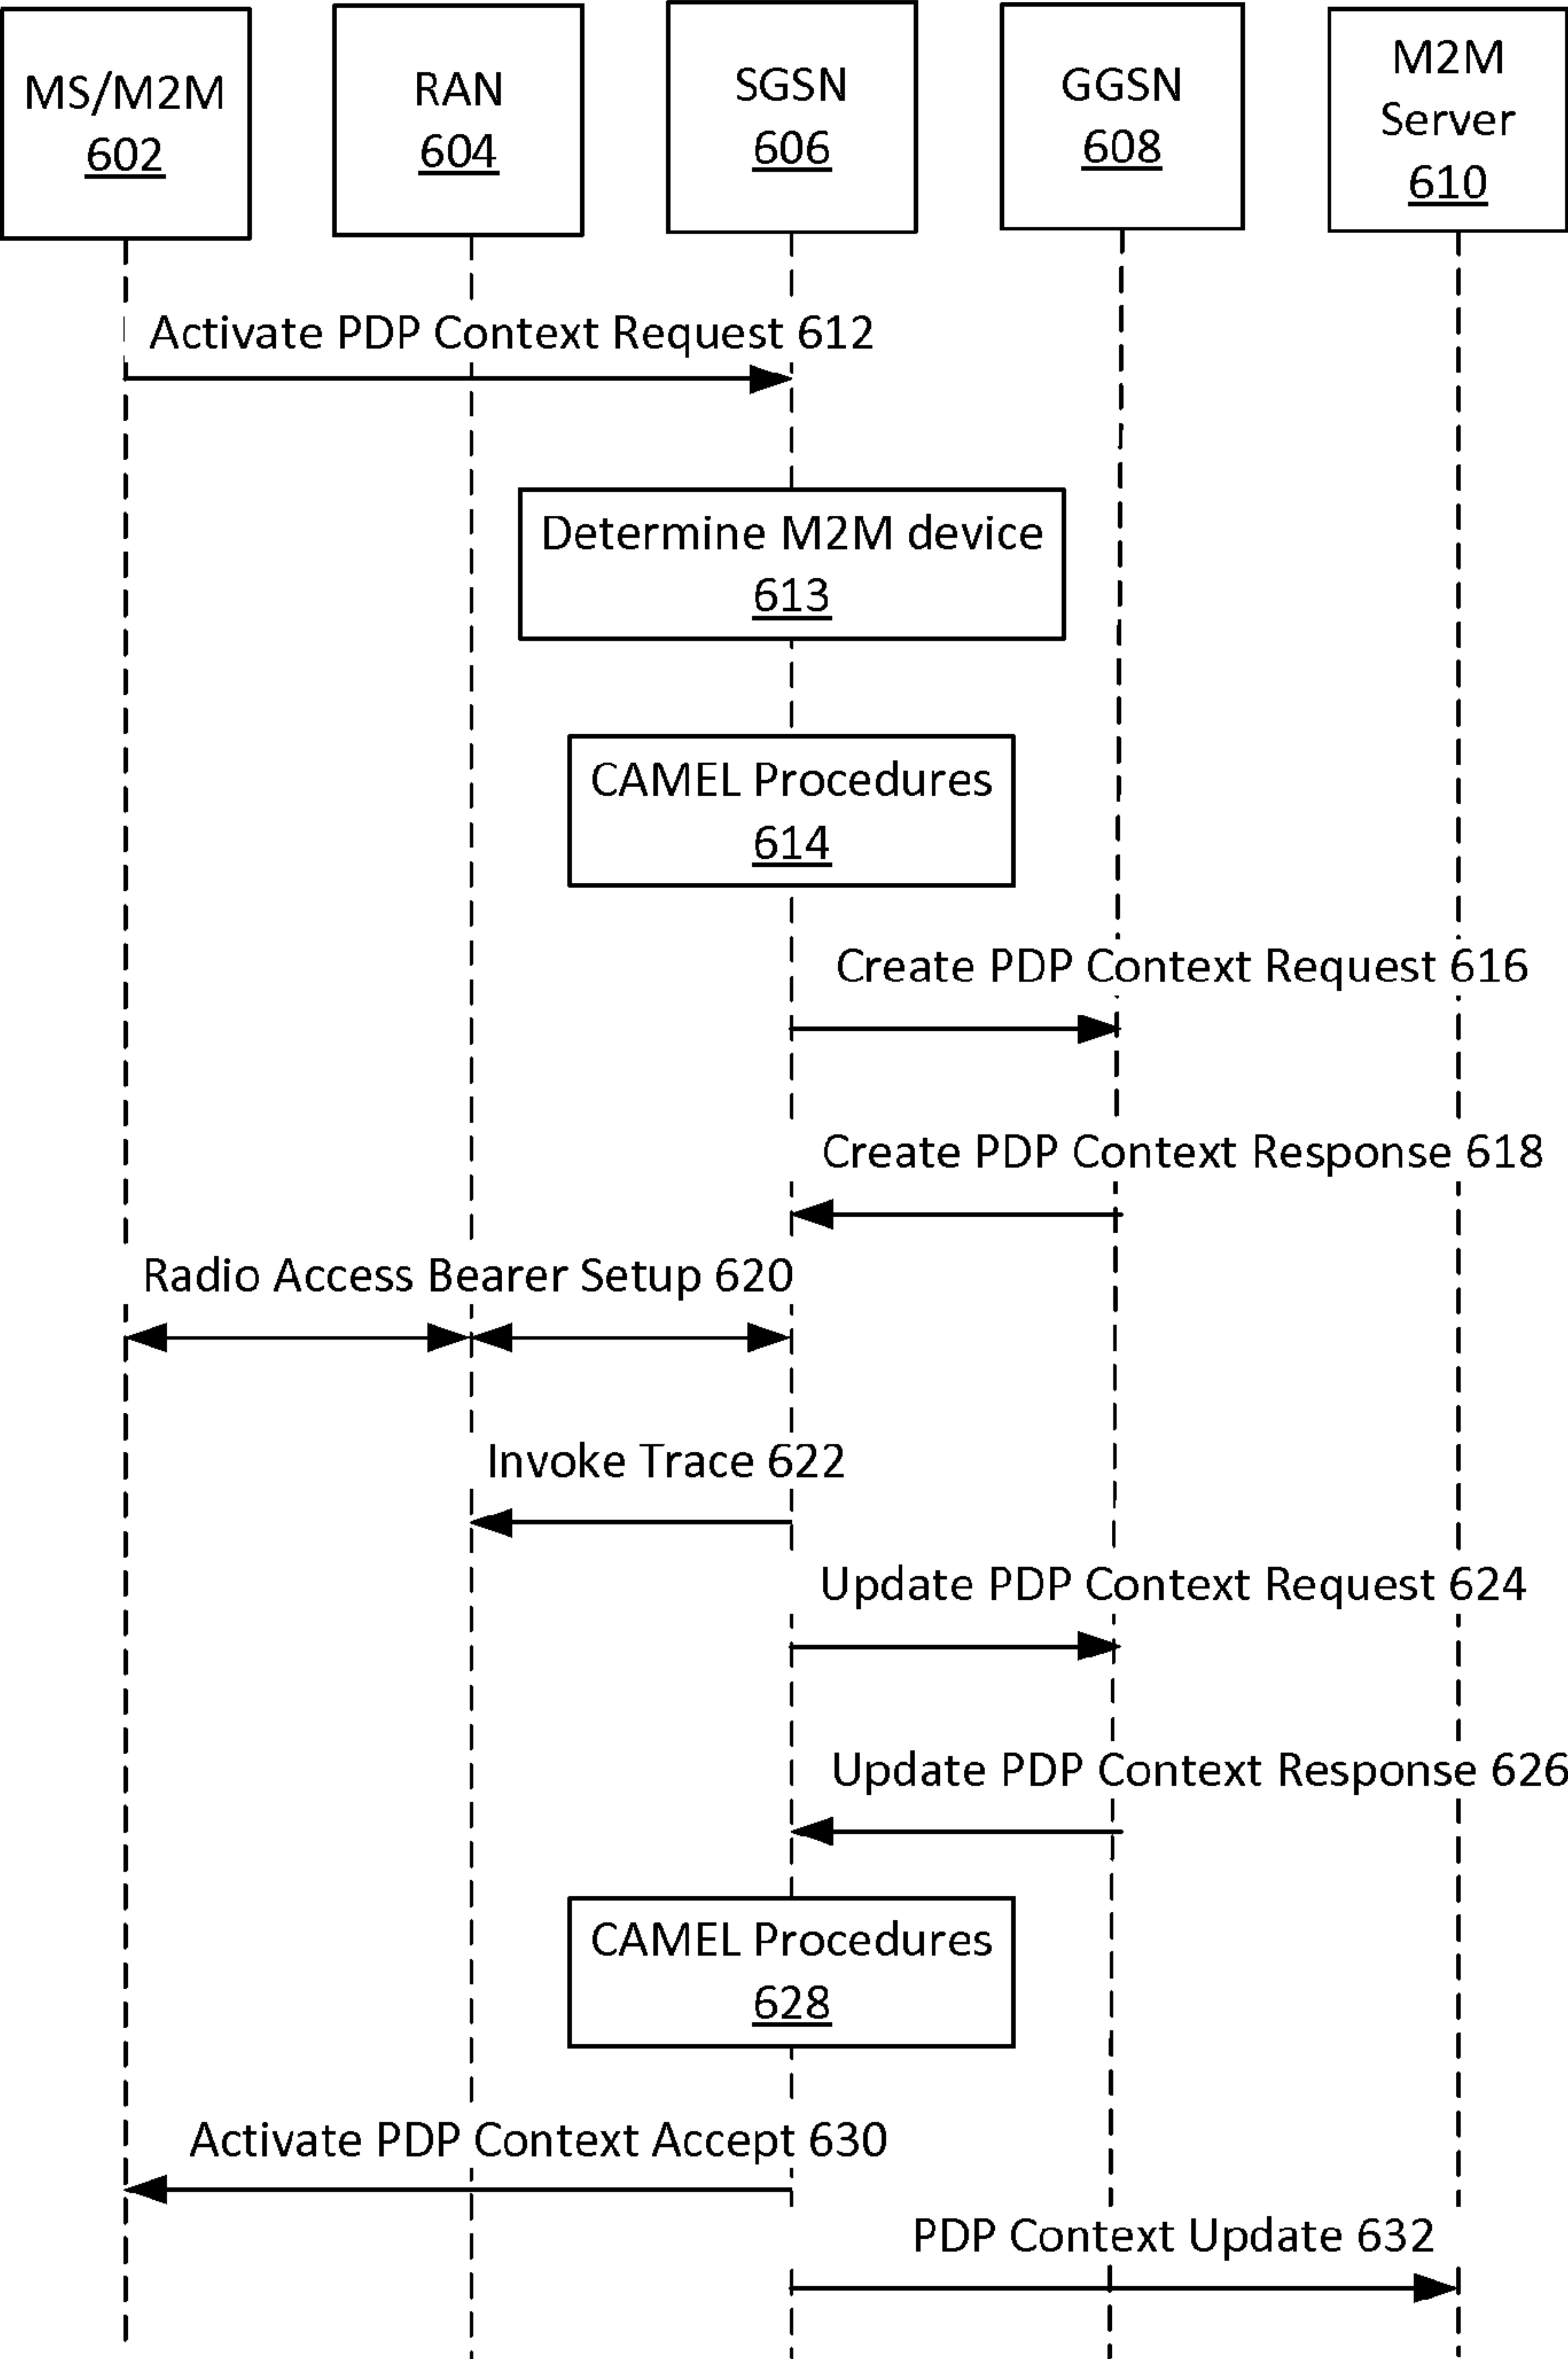 MS/M2M
602
RAN
604
SGSN
606
GGSN
608
M2M
Server
610
Activate PDP Context Request 612
Determine M2M device
613
CAMEL Procedures
614
Create PDP Context Request 616
Create PDP Context Response 618
Radio Access Bearer Setup 620
Invoke Trace 622
Update PDP Context Request 624
Update PDP Context Response 626
CAMEL Procedures
628
Activate PDP Context Accept 630
PDP Context Update 632